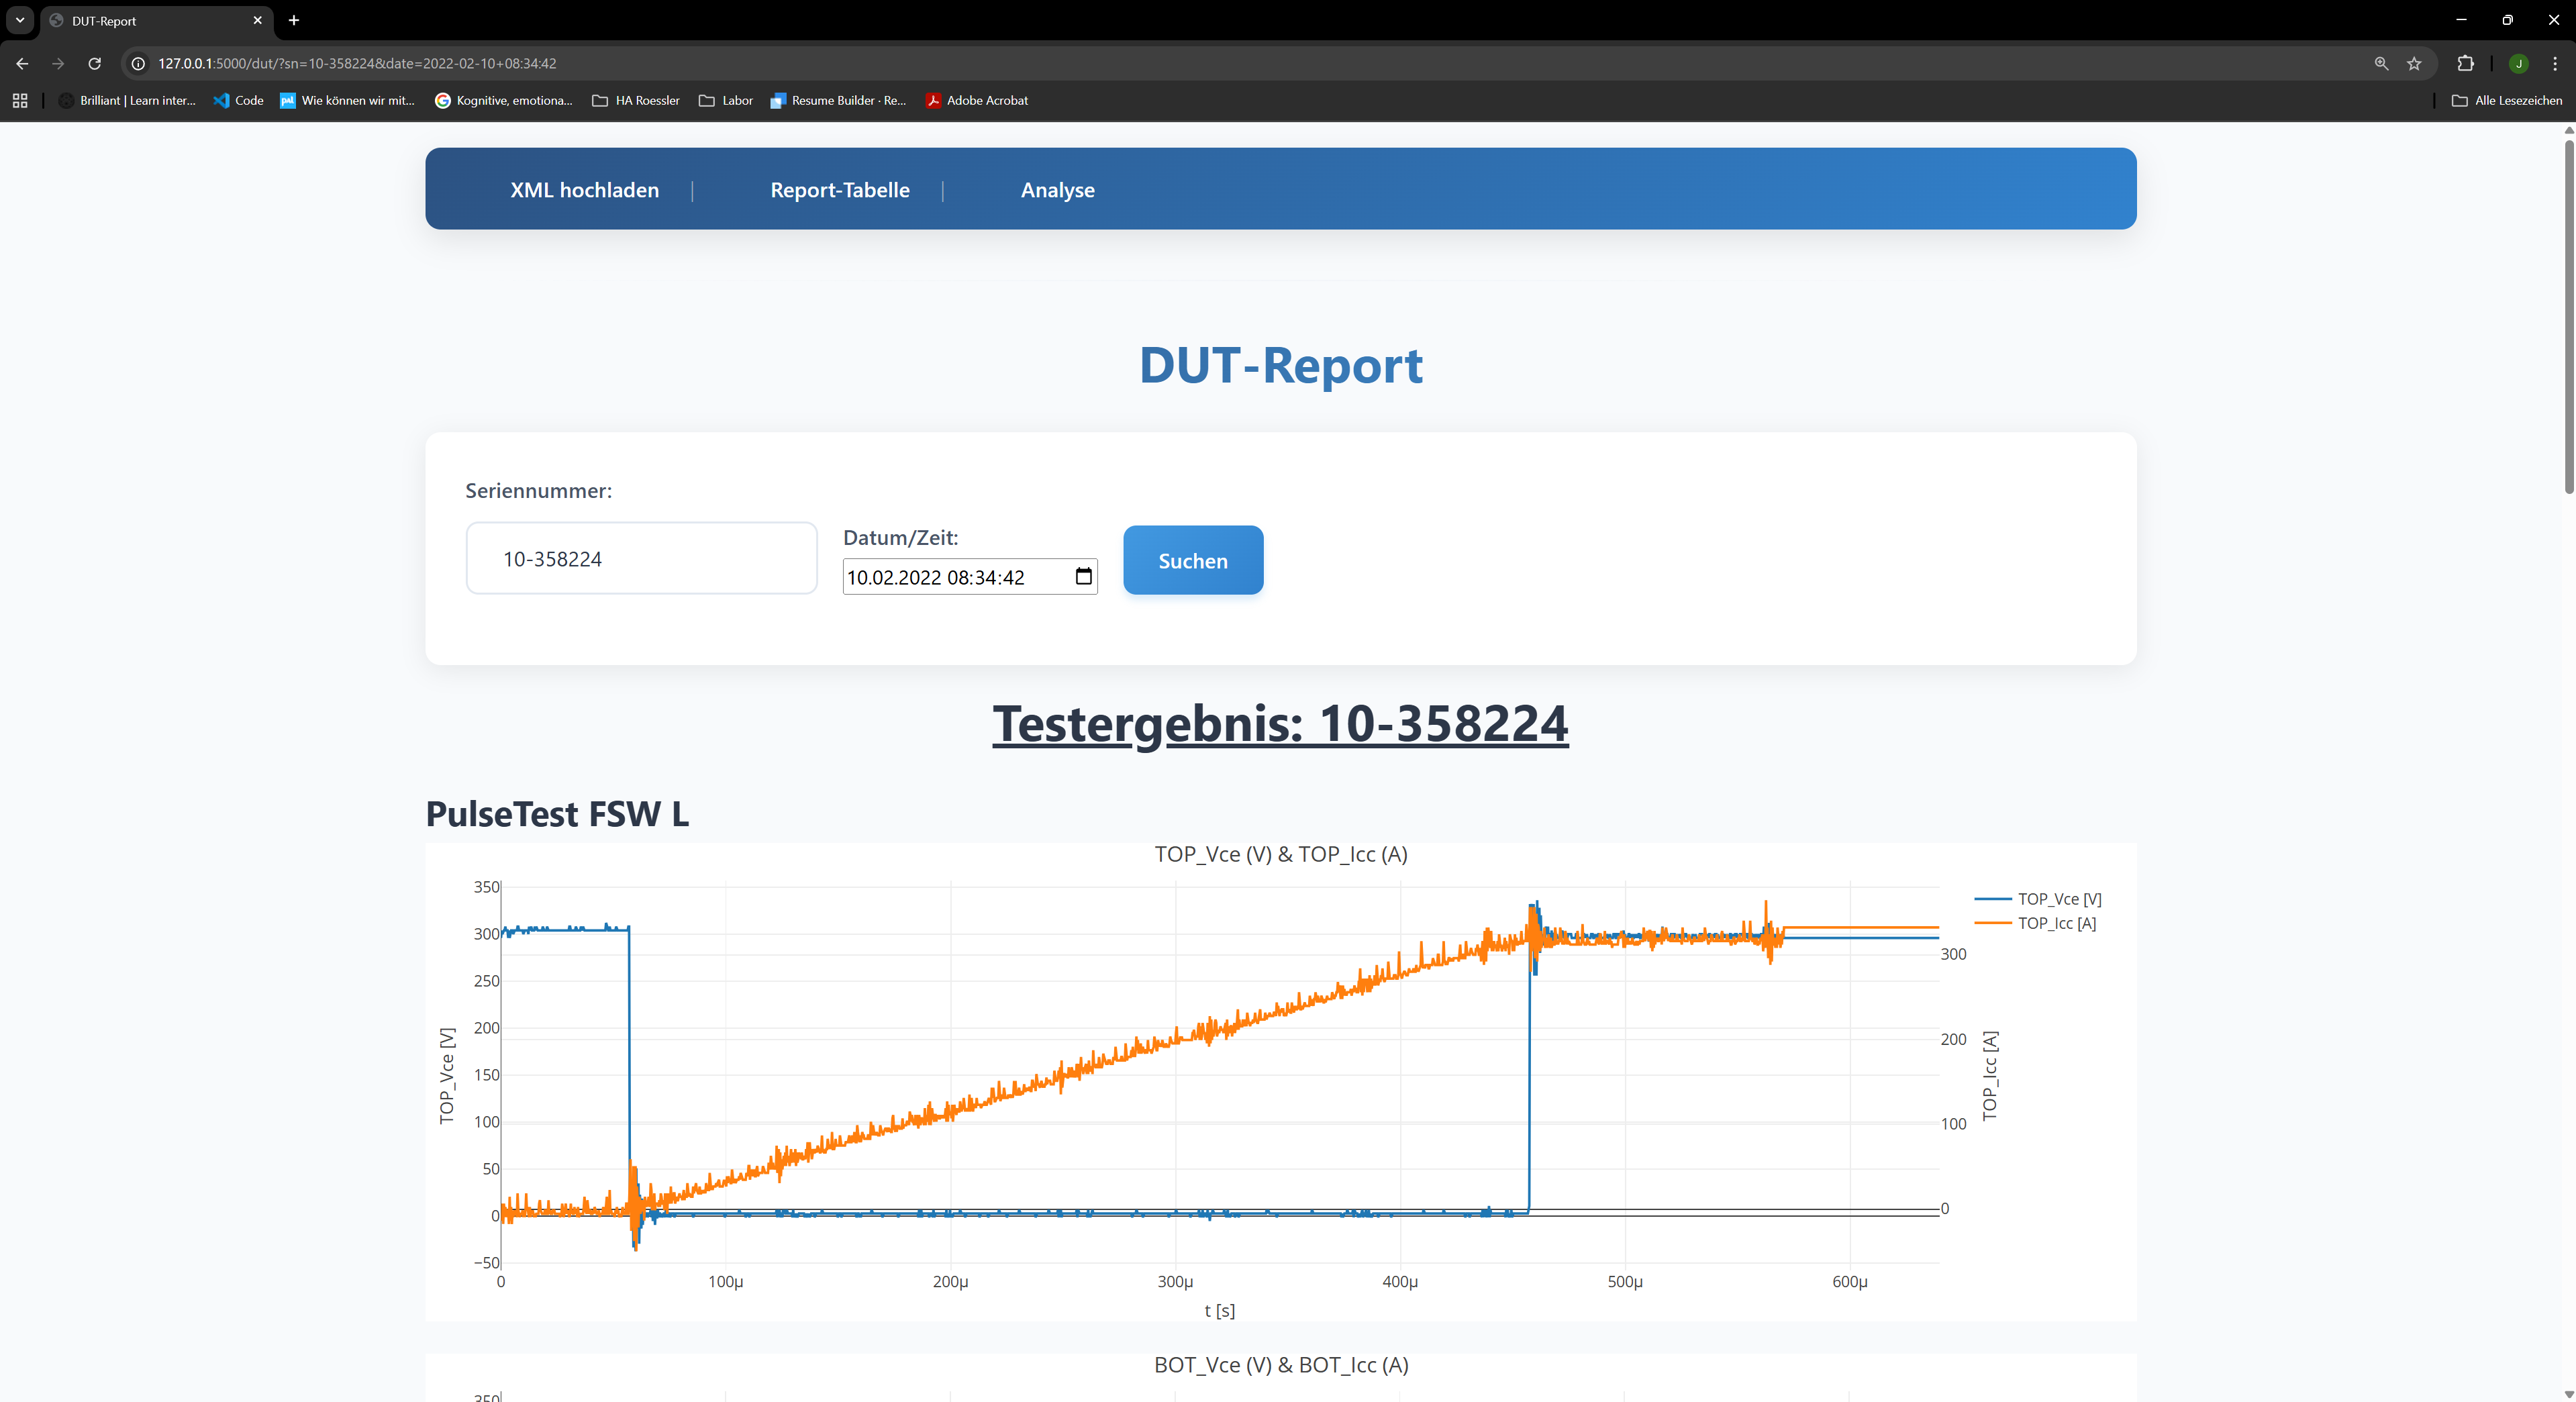 DUT-Report
127.0.0.1:5000/dut/?sn=10-358224&date=2022-02-10+08:34:42
J
Brilliant | Learn inter...
Code
pal
Wie können wir mit...
Kognitive, emotiona...
HA Roessler
Labor
Resume Builder · Re...
Adobe Acrobat
Alle Lesezeichen
XML hochladen | Report-Tabelle | Analyse
DUT-Report
Seriennummer:
10-358224
Datum/Zeit:
10.02.2022 08:34:42
Suchen
Testergebnis: 10-358224
PulseTest FSW L
TOP_Vce (V) & TOP_Icc (A)
TOP_Vce [V]
TOP_Icc [A]
350
300
250
200
150
100
50
0
−50
TOP_Vce [V]
300
200
100
0
TOP_Icc [A]
0
100μ
200μ
300μ
400μ
500μ
600μ
t [s]
BOT_Vce (V) & BOT_Icc (A)
350